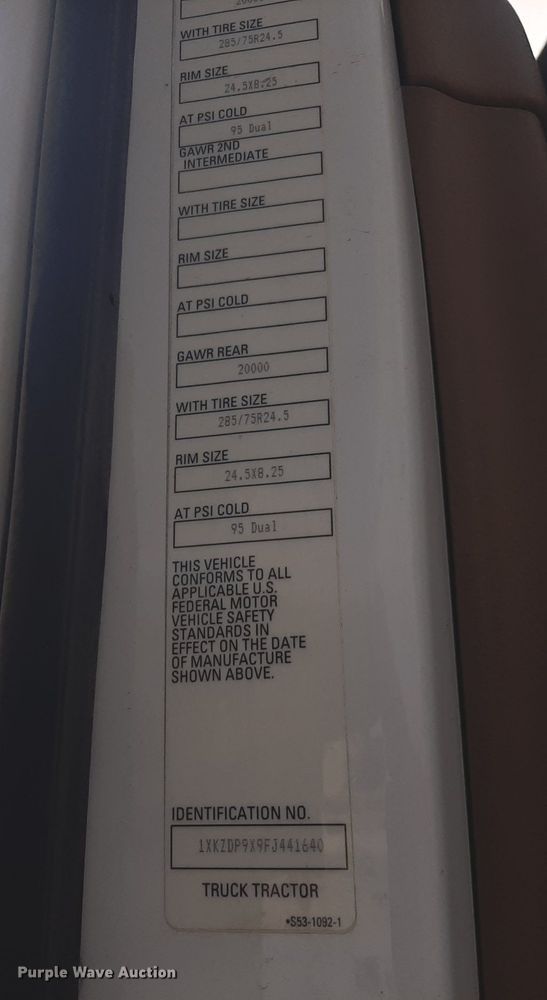 WITH TIRE SIZE
285/75R24.5
RIM SIZE
24.5X8.25
AT PSI COLD
95 Dual
GAWR 2ND
INTERMEDIATE
WITH TIRE SIZE
RIM SIZE
AT PSI COLD
GAWR REAR
20000
WITH TIRE SIZE
285/75R24.5
RIM SIZE
24.5X8.25
AT PSI COLD
95 Dual
THIS VEHICLE
CONFORMS TO ALL
APPLICABLE U.S.
FEDERAL MOTOR
VEHICLE SAFETY
STANDARDS IN
EFFECT ON THE DATE
OF MANUFACTURE
SHOWN ABOVE.
IDENTIFICATION NO.
1XKZDP9X9FJ441640
TRUCK TRACTOR
*S53-1092-1
Purple Wave Auction